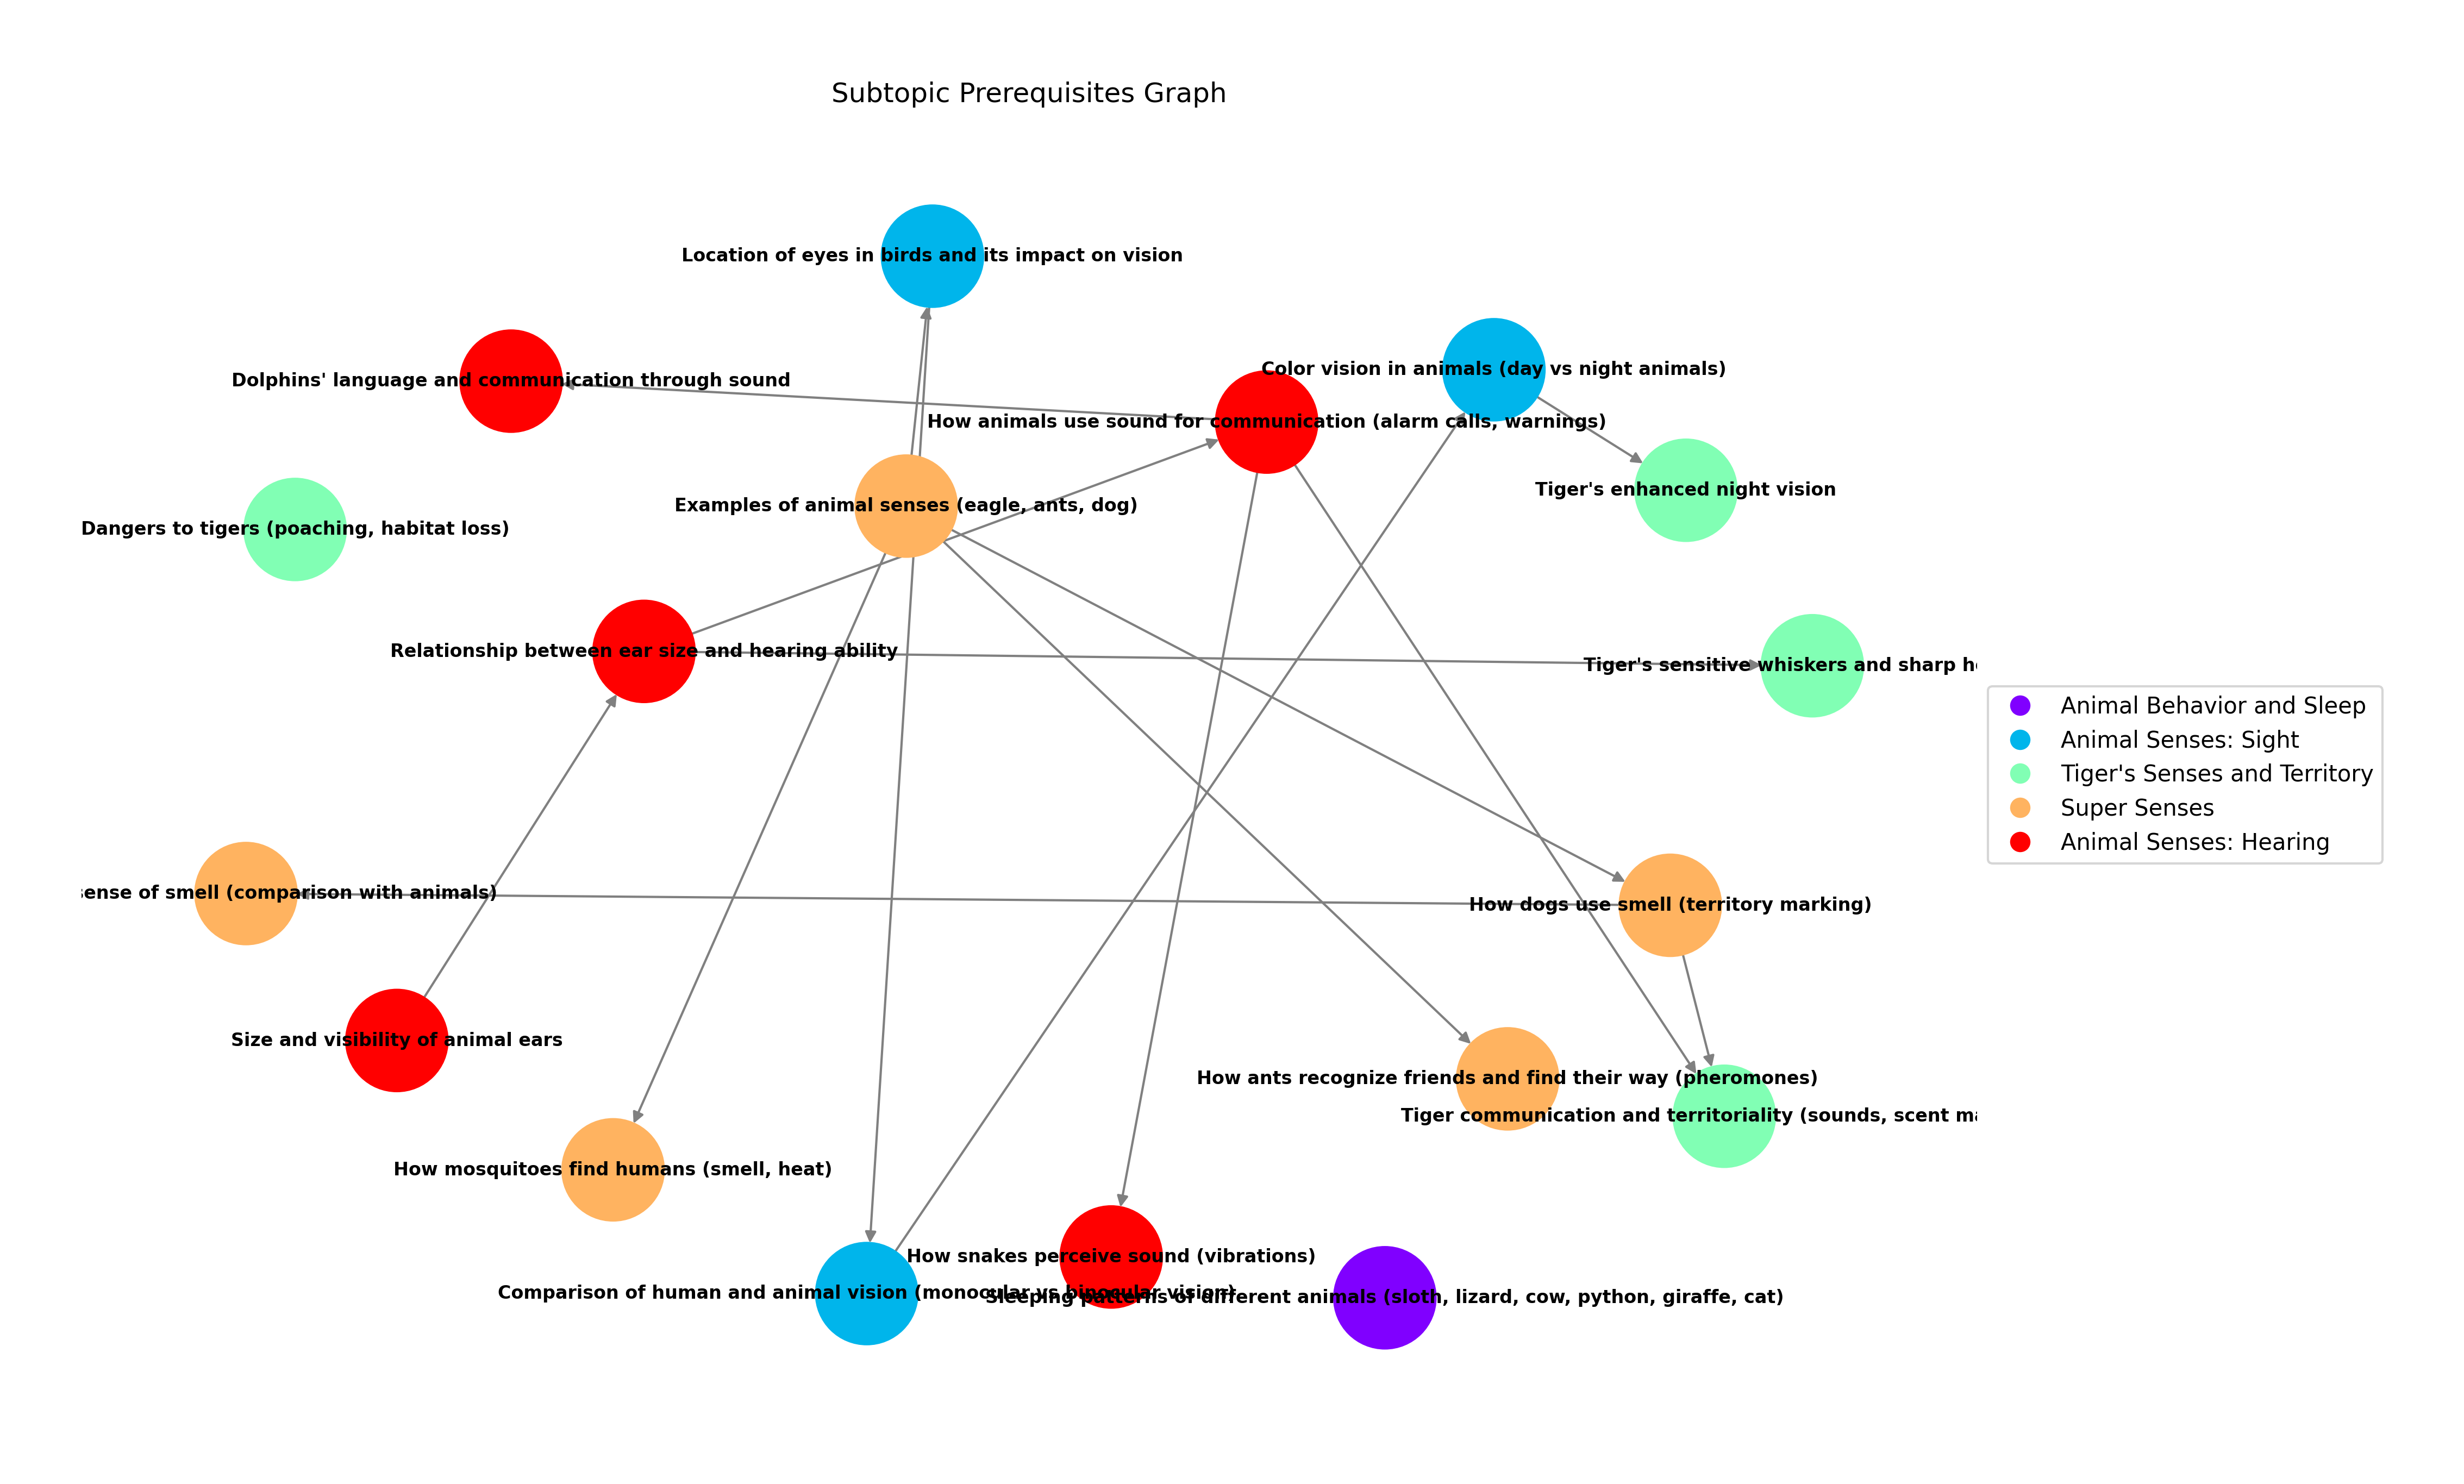 Subtopic Prerequisites Graph
Location of eyes in birds and its impact on vision
Color vision in animals (day vs night animals)
Dolphins' language and communication through sound
How animals use sound for communication (alarm calls, warnings)
Tiger's enhanced night vision
Examples of animal senses (eagle, ants, dog)
Dangers to tigers (poaching, habitat loss)
Relationship between ear size and hearing ability
Tiger's sensitive whiskers and sharp
Animal Behavior and Sleep
Animal Senses: Sight
Tiger's Senses and Territory
Super Senses
Animal Senses: Hearing
sense of smell (comparison with animals)
How dogs use smell (territory marking)
Size and visibility of animal ears
How ants recognize friends and find their way (pheromones)
Tiger communication and territoriality (sounds, scent
How mosquitoes find humans (smell, heat)
How snakes perceive sound (vibrations)
Comparison of human and animal vision (monocular vs binocular vision)
Sleeping patterns of different animals (sloth, lizard, cow, python, giraffe, cat)